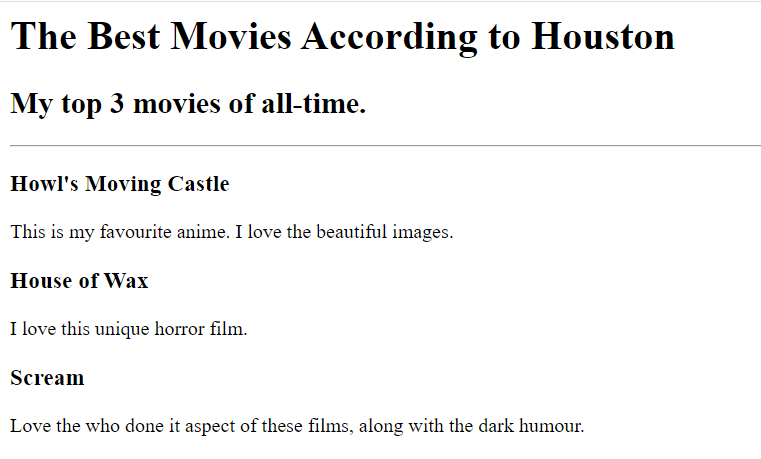 The Best Movies According to Houston
My top 3 movies of all-time.
Howl's Moving Castle
This is my favourite anime. I love the beautiful images.
House of Wax
I love this unique horror film.
Scream
Love the who done it aspect of these films, along with the dark humour.